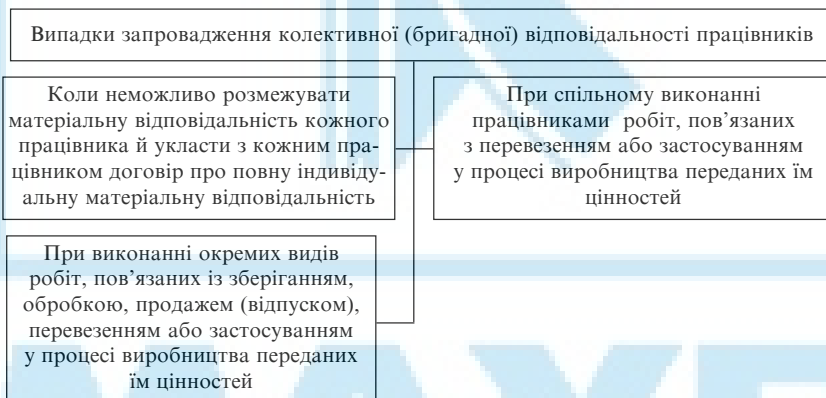 Випадки запровадження колективної (бригадної) відповідальності працівників
Коли неможливо розмежувати
матеріальну відповідальність кожного
працівника й укласти з кожним пра-
цівником договір про повну індивіду-
альну матеріальну відповідальність
При спільному виконанні
працівниками робіт, пов’язаних
з перевезенням або застосуванням
у процесі виробництва переданих їм
цінностей
При виконанні окремих видів
робіт, пов’язаних із зберіганням,
обробкою, продажем (відпуском),
перевезенням або застосуванням
у процесі виробництва переданих
їм цінностей